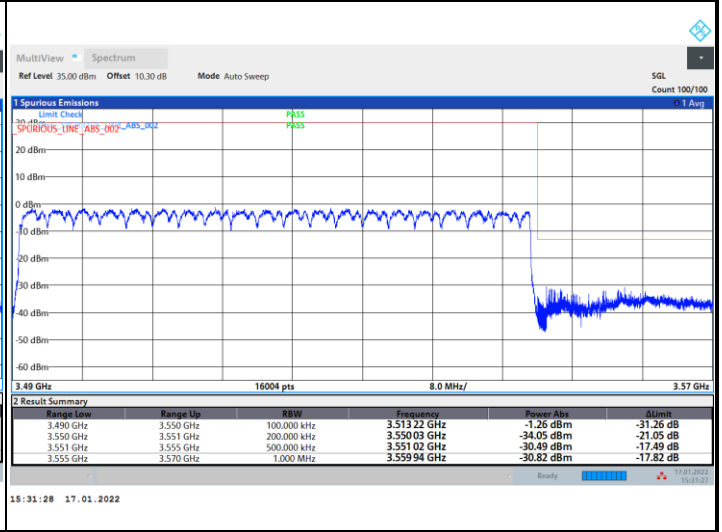 MultiView Spectrum
Ref Level 35.00 dBm Offset 10.30 dB Mode Auto Sweep SGL
Count 100/100
1 Spurious Emissions 1 Avg
Limit Check PASS
30 dBm
_SPURIOUS_LINE_ABS_002 PASS
20 dBm
10 dBm
0 dBm
-10 dBm
-20 dBm
-30 dBm
-40 dBm
-50 dBm
-60 dBm
3.49 GHz 16004 pts 8.0 MHz/ 3.57 GHz
2 Result Summary
Range Low Range Up RBW Frequency Power Abs ΔLimit
3.490 GHz 3.550 GHz 100.000 kHz 3.513 22 GHz -1.26 dBm -31.26 dB
3.550 GHz 3.551 GHz 200.000 kHz 3.550 03 GHz -34.05 dBm -21.05 dB
3.551 GHz 3.555 GHz 500.000 kHz 3.551 02 GHz -30.49 dBm -17.49 dB
3.555 GHz 3.570 GHz 1.000 MHz 3.559 94 GHz -30.82 dBm -17.82 dB
Ready 17.01.2022
15:31:27
15:31:28 17.01.2022